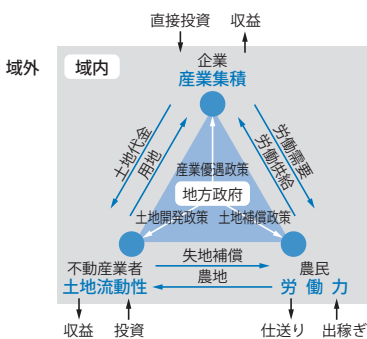 直接投資 収益
域外 域内
企業
産業集積
土地代金
用地
労働需要
労働供給
産業優遇政策
地方政府
土地開発政策 土地補償政策
不動産業者 失地補償 農民
土地流動性 農地 労働力
収益 投資 仕送り 出稼ぎ